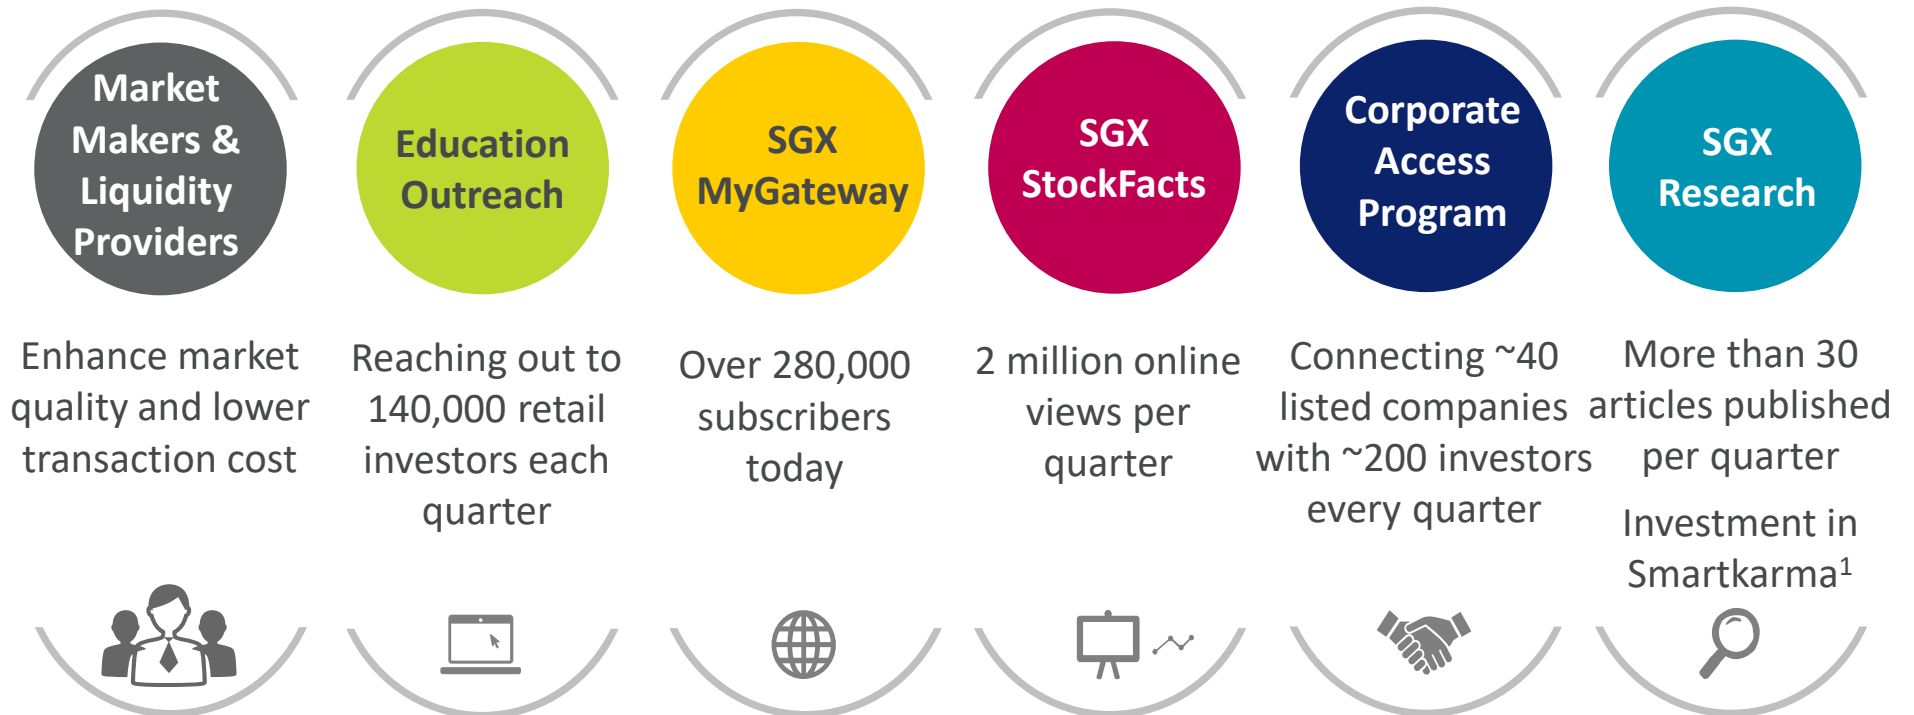 Market
Makers &
Liquidity
Providers
Enhance market
quality and lower
transaction cost
Education
Outreach
Reaching out to
140,000 retail
investors each
quarter
SGX
MyGateway
Over 280,000
subscribers
today
SGX
StockFacts
2 million online
views per
quarter
Corporate
Access
Program
Connecting ~40
listed companies
with ~200 investors
every quarter
SGX
Research
More than 30
articles published
per quarter
Investment in
Smartkarma¹